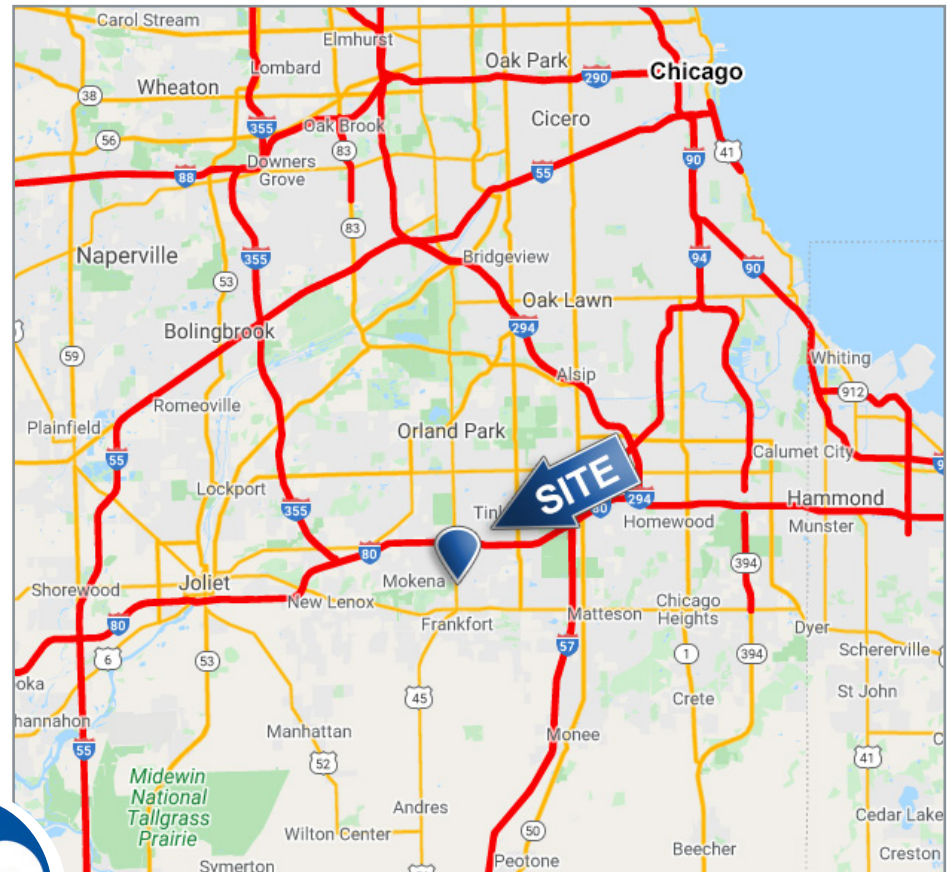 Carol Stream
Elmhurst
Lombard
Oak Park
290
Chicago
Wheaton
38
Cicero
355
Oak Brook
56
83
41
90
Downers
Grove
88
55
83
Naperville
355
Bridgeview
94
90
53
Oak Lawn
Bolingbrook
294
59
Whiting
Alsip
912
Romeoville
Plainfield
Orland Park
55
Calumet City
SITE
Lockport
294
Hammond
355
Tinl
80
Homewood
Munster
80
394
Mokena
Shorewood
Joliet
New Lenox
Chicago
Heights
Matteson
Frankfort
80
Dyer
57
6
53
1
394
Schererville
oka
45
Crete
St John
hannahon
Manhattan
Monee
55
52
41
Midewin
National
Tallgrass
Prairie
Andres
Cedar Lake
Wilton Center
50
Beecher
Creston
Symerton
Peotone